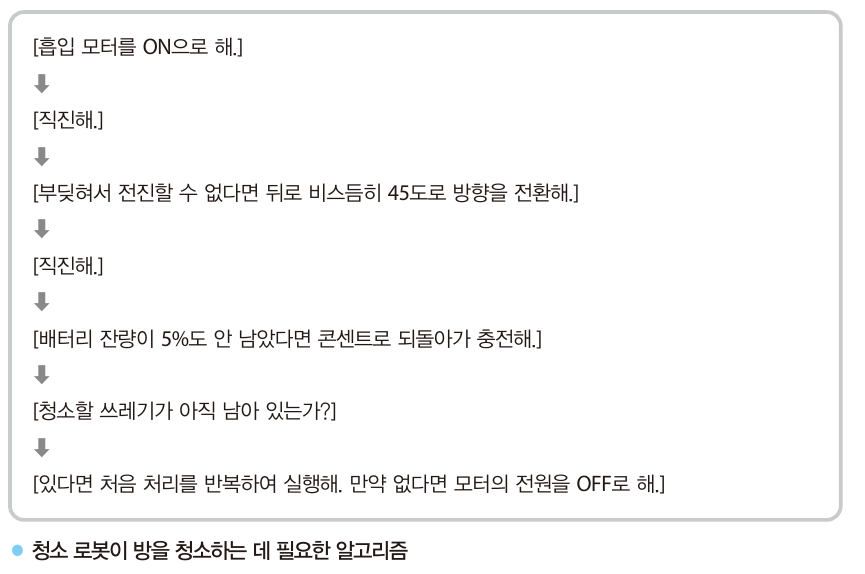 [흡입 모터를 ON으로 해.]
[직진해.]
[부딪혀서 전진할 수 없다면 뒤로 비스듬히 45도로 방향을 전환해.]
[직진해.]
[배터리 잔량이 5%도 안 남았다면 콘센트로 되돌아가 충전해.]
[청소할 쓰레기가 아직 남아 있는가?]
[있다면 처음 처리를 반복하여 실행해. 만약 없다면 모터의 전원을 OFF로 해.]
청소 로봇이 방을 청소하는 데 필요한 알고리즘